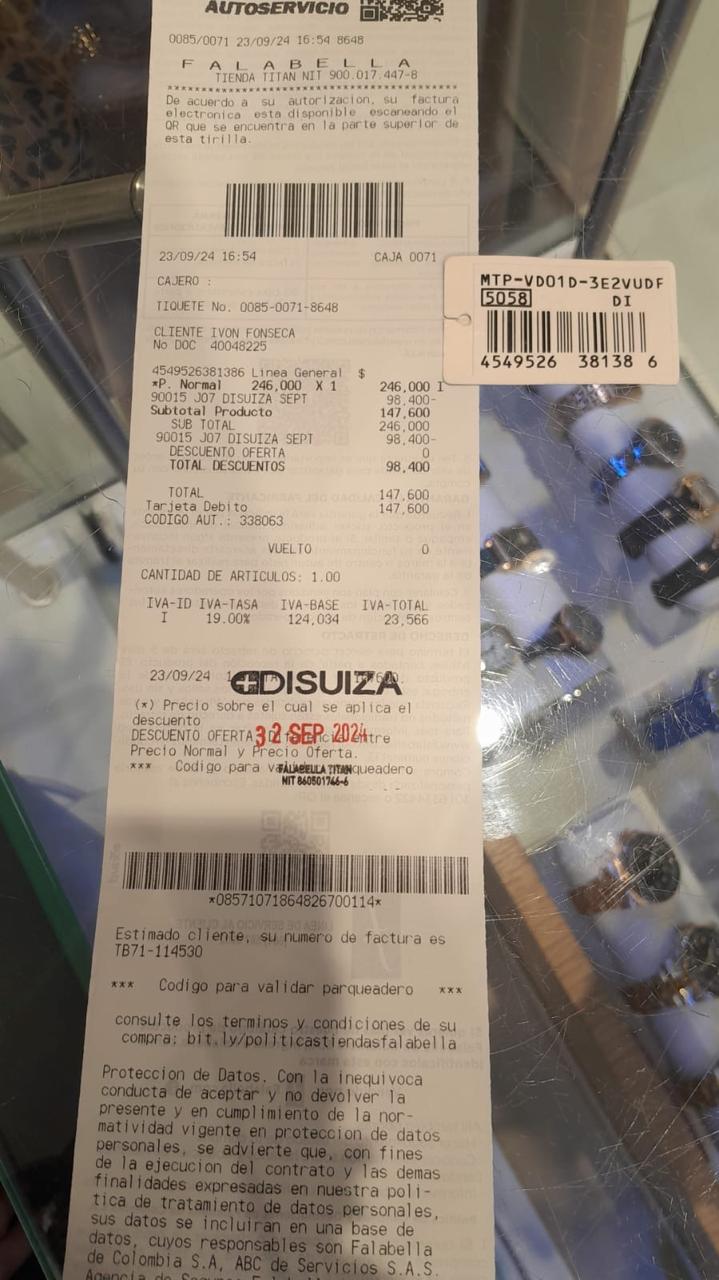 AUTOSERVICIO
0085/0071 23/09/24 16:54 8648
F A L A B E L L A
TIENDA TITAN NIT 900.017.447-8
De acuerdo a su autorizacion, su factura
electronica esta disponible escaneando el
QR que se encuentra en la parte superior de
esta tirilla.
23/09/24 16:54 CAJA 0071
CAJERO :
TIQUETE No. 0085-0071-8648
CLIENTE IVON FONSECA
No DOC 40048225
4549526381386 Linea General $
*P. Normal 246,000 X 1 246,000 I
90015 J07 DISUIZA SEPT 98,400-
Subtotal Producto 147,600
SUB TOTAL 246,000
90015 J07 DISUIZA SEPT 98,400-
DESCUENTO OFERTA 0
TOTAL DESCUENTOS 98,400
TOTAL 147,600
Tarjeta Debito 147,600
CODIGO AUT.: 338063
VUELTO 0
CANTIDAD DE ARTICULOS: 1.00
IVA-ID IVA-TASA IVA-BASE IVA-TOTAL
I 19.00% 124,034 23,566
23/09/24
DISUIZA
(*) Precio sobre el cual se aplica el
descuento
DESCUENTO OFERTA entre
SEP 2024
Precio Normal y Precio Oferta.
*** Codigo para parqueadero
FALABELLA TITAN
NIT 860501746-6
*08571071864826700114*
Estimado cliente, su numero de factura es
TB71-114530
*** Codigo para validar parqueadero ***
consulte los terminos y condiciones de su
compra: bit.ly/politicastiendasfalabella
Proteccion de Datos. Con la inequivoca
conducta de aceptar y no devolver la
presente y en cumplimiento de la nor-
matividad vigente en proteccion de datos
personales, se advierte que, con fines
de la ejecucion del contrato y las demas
finalidades expresadas en nuestra poli-
tica de tratamiento de datos personales,
sus datos se incluiran en una base de
datos, cuyos responsables son Falabella
de Colombia S.A, ABC de Servicios S.A.S.
MTP-VD01D-3E2VUDF
5058 DI
4549526 38138 6